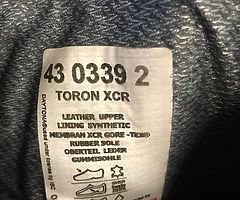 43 0339 2
TORON XCR
LEATHER UPPER
LINING SYNTHETIC
MEMBRAN XCR GORE-TEX®
RUBBER SOLE
OBERTEIL LEDER
GUMMISOHLE